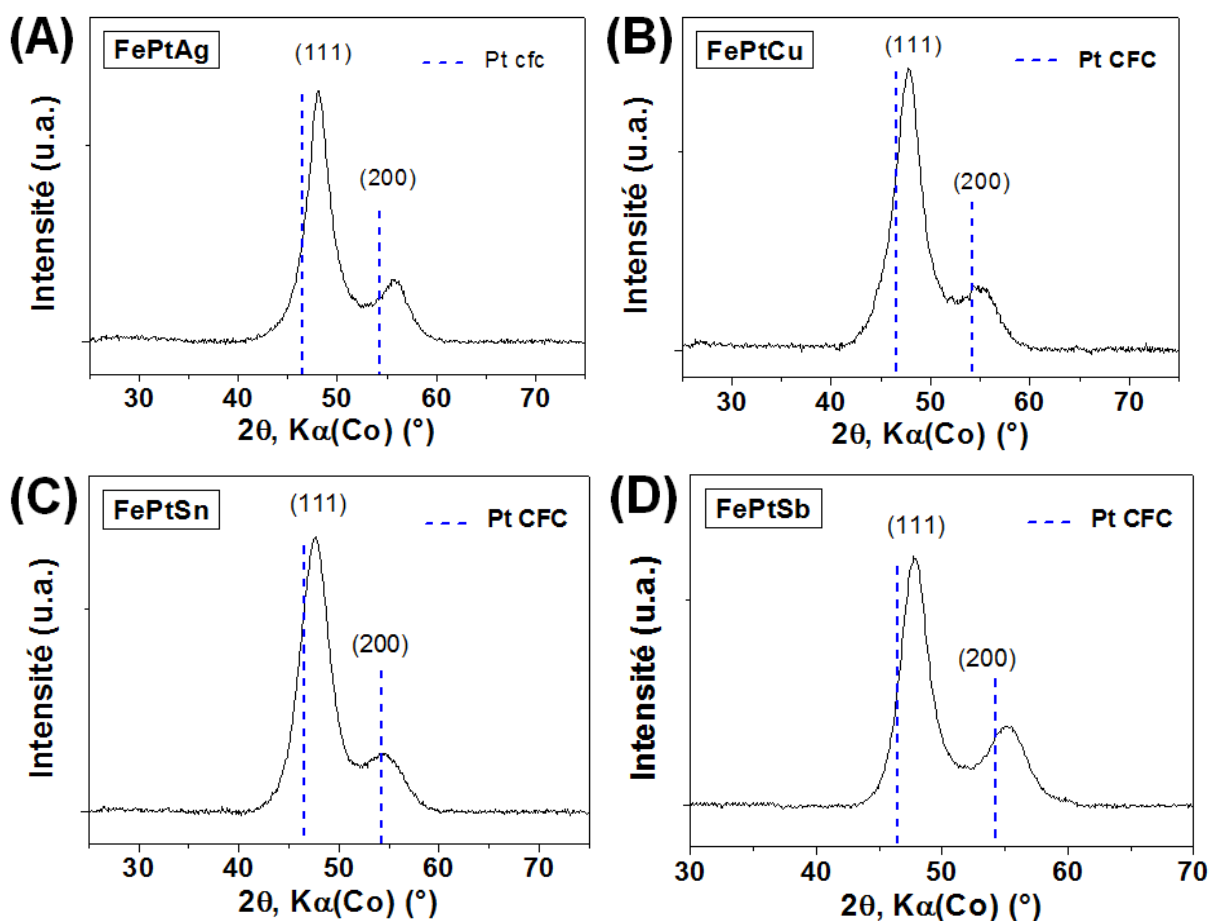 (A)
FePtAg
(111)
Pt cfc
(200)
Intensité (u.a.)
30 40 50 60 70
2θ, Kα(Co) (°)
(B)
FePtCu
(111)
Pt CFC
(200)
Intensité (u.a.)
30 40 50 60 70
2θ, Kα(Co) (°)
(C)
FePtSn
(111)
Pt CFC
(200)
Intensité (u.a.)
30 40 50 60 70
2θ, Kα(Co) (°)
(D)
FePtSb
(111)
Pt CFC
(200)
Intensité (u.a.)
30 40 50 60 70
2θ, Kα(Co) (°)